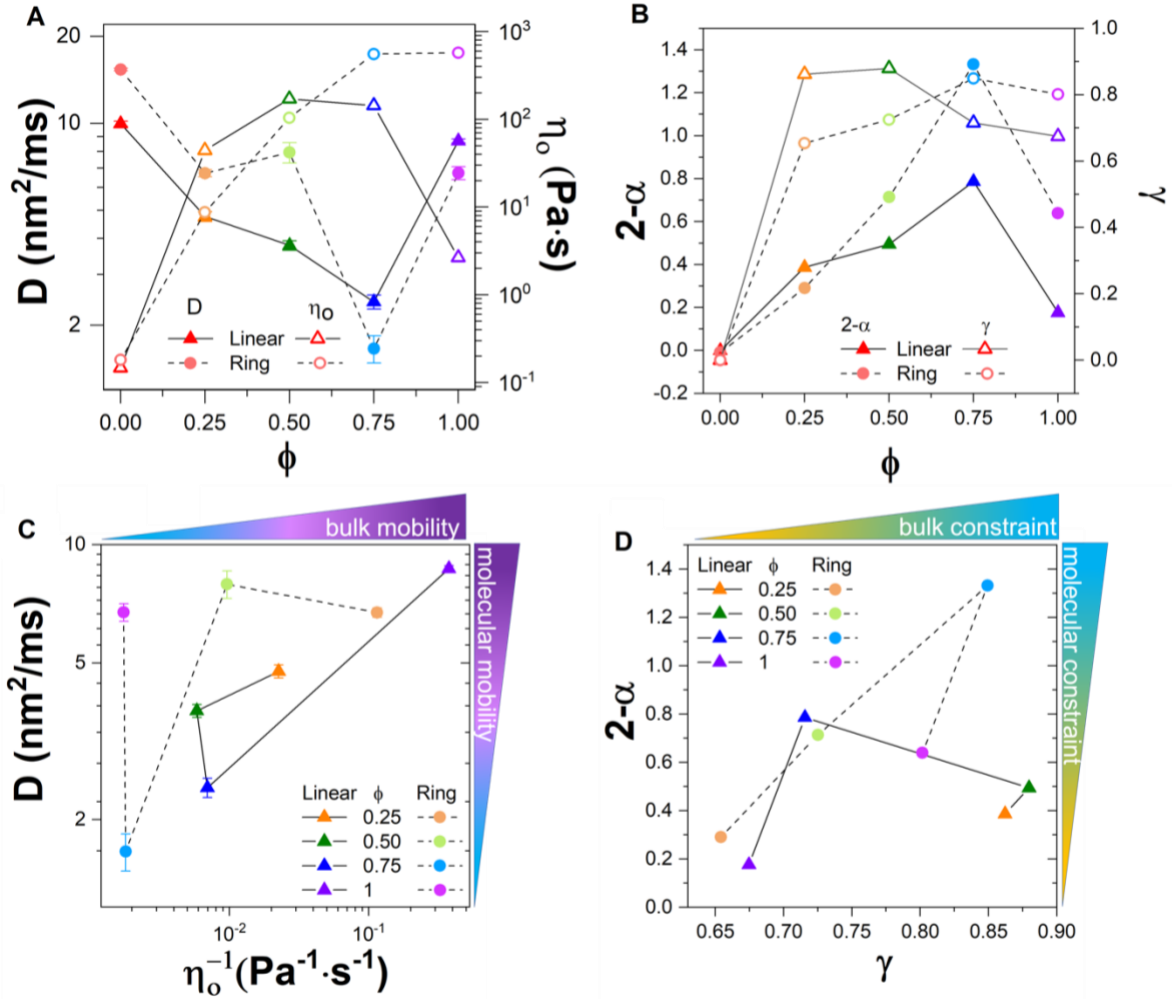 A
20
10
2
D (nm²/ms)
10³
10²
10¹
10⁰
10⁻¹
ηo (Pa·s)
D ηo
Linear
Ring
0.00 0.25 0.50 0.75 1.00
ϕ
B
1.4
1.2
1.0
0.8
0.6
0.4
0.2
0.0
-0.2
2-α
1.0
0.8
0.6
0.4
0.2
0.0
γ
2-α γ
Linear
Ring
0.00 0.25 0.50 0.75 1.00
ϕ
C
bulk mobility
molecular mobility
10
5
2
D (nm²/ms)
Linear ϕ Ring
0.25
0.50
0.75
1
10⁻² 10⁻¹
ηo⁻¹(Pa⁻¹·s⁻¹)
D
bulk constraint
molecular constraint
1.4
1.2
1.0
0.8
0.6
0.4
0.2
0.0
2-α
Linear ϕ Ring
0.25
0.50
0.75
1
0.65 0.70 0.75 0.80 0.85 0.90
γ